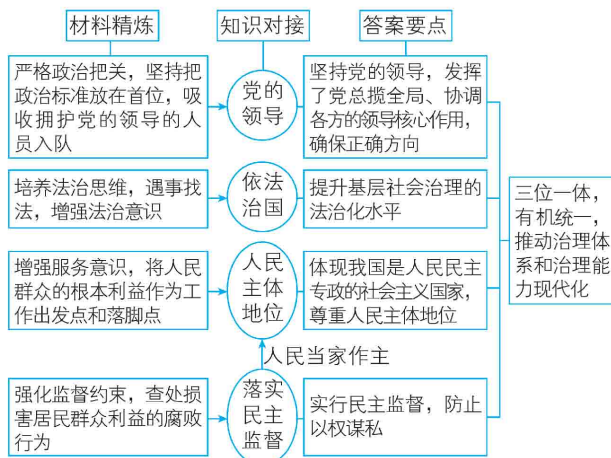 材料精炼
知识对接
答案要点
严格政治把关，坚持把
政治标准放在首位，吸
收拥护党的领导的人
员入队
党的
领导
坚持党的领导，发挥
了党总揽全局、协调
各方的领导核心作用，
确保正确方向
培养法治思维，遇事找
法，增强法治意识
依法
治国
提升基层社会治理的
法治化水平
增强服务意识，将人民
群众的根本利益作为工
作出发点和落脚点
人民
主体
地位
体现我国是人民民主
专政的社会主义国家，
尊重人民主体地位
人民当家作主
强化监督约束，查处损
害居民群众利益的腐败
行为
落实
民主
监督
实行民主监督，防止
以权谋私
三位一体，
有机统一，
推动治理体
系和治理能
力现代化